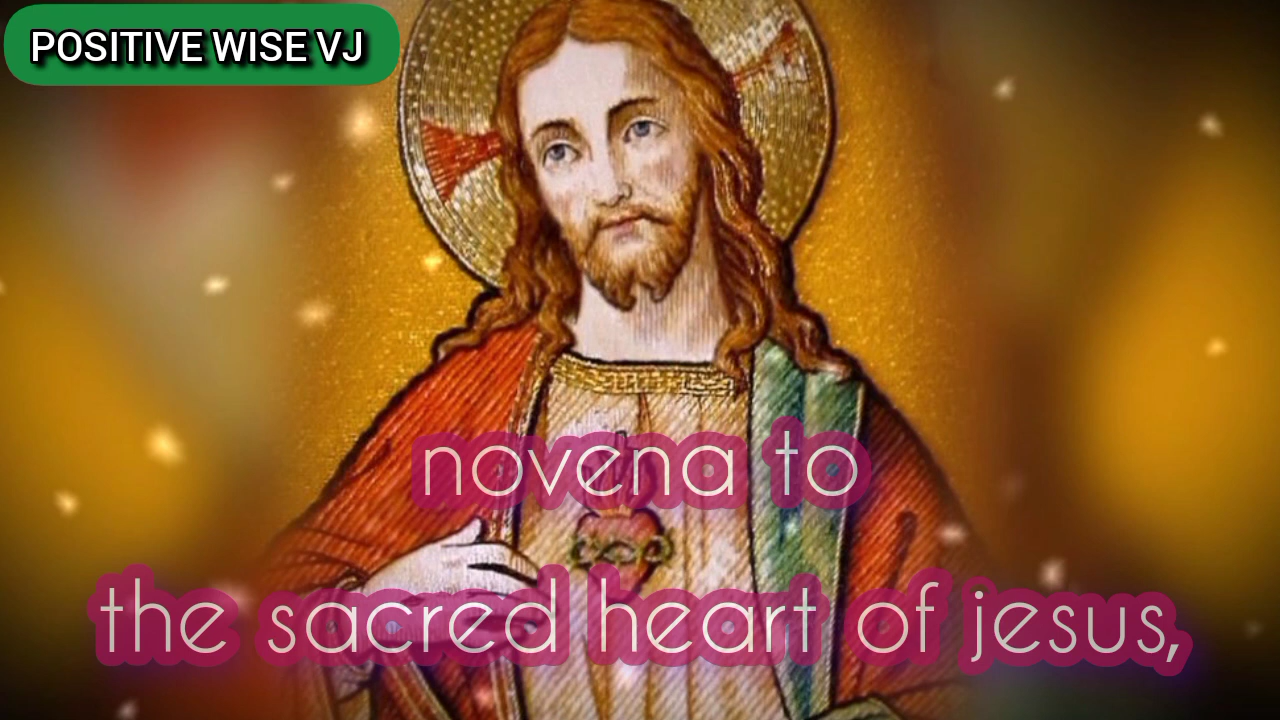 POSITIVE WISE VJ
novena to
the sacred heart of jesus,